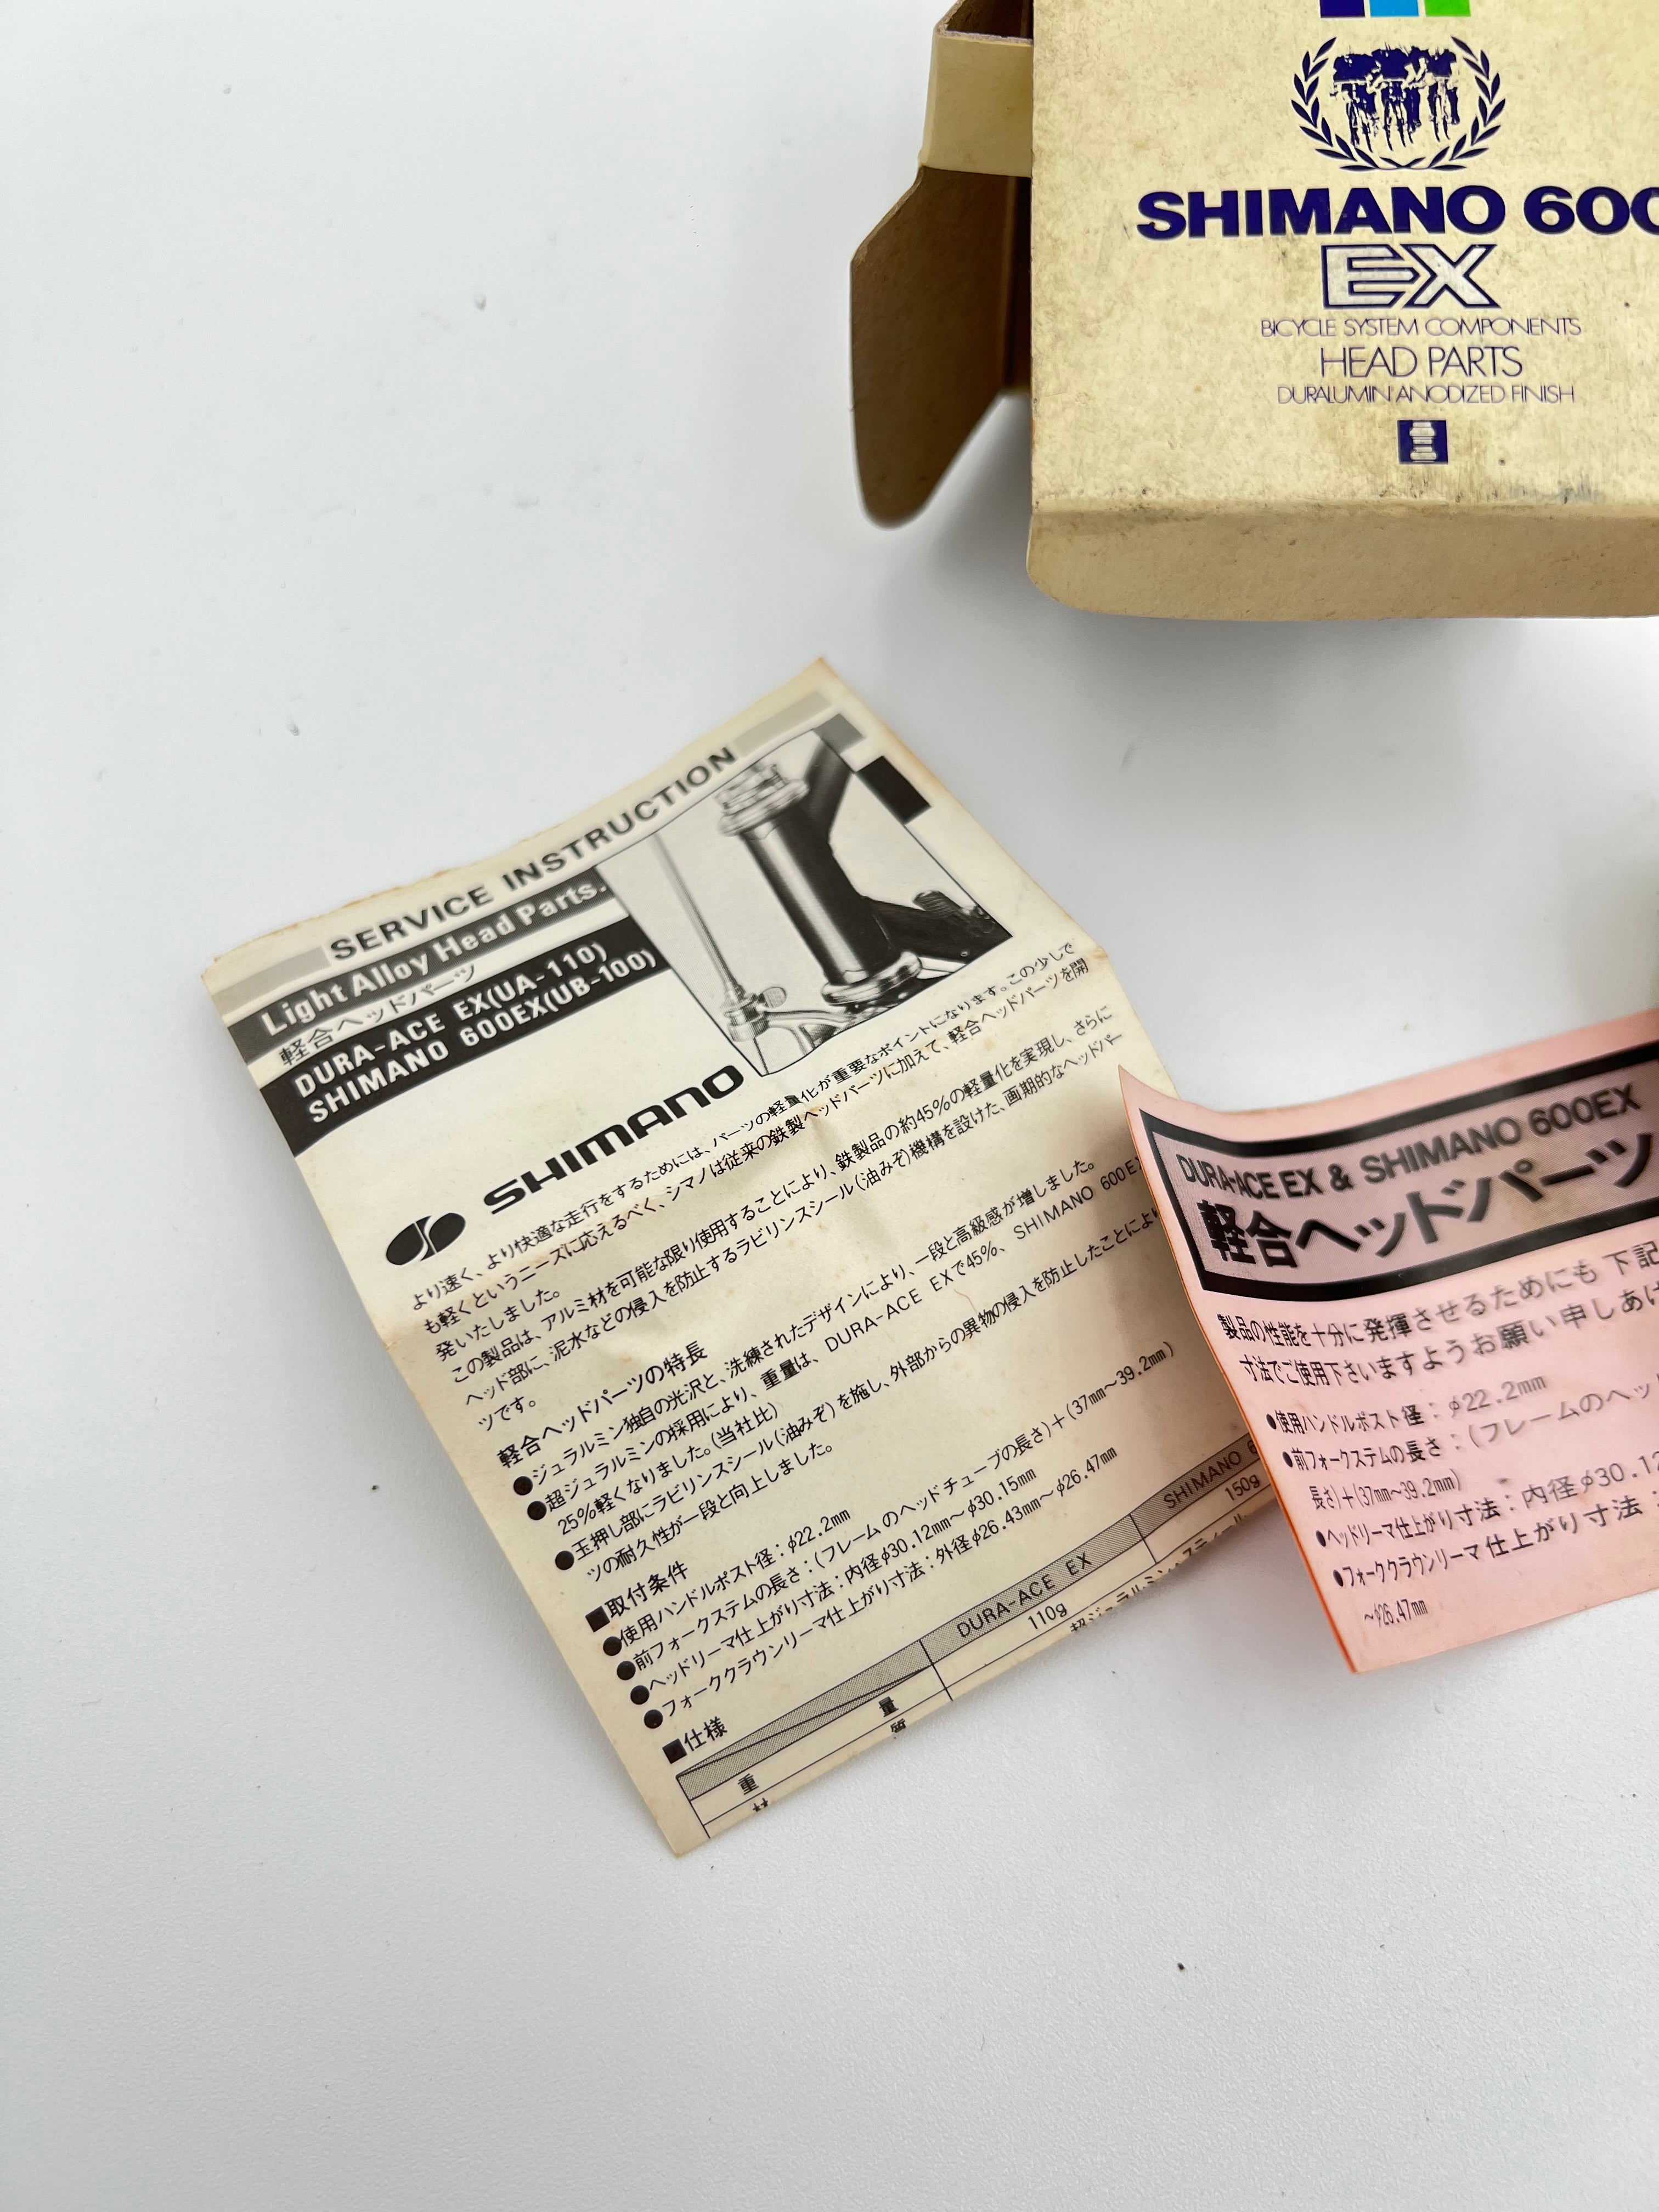 SHIMANO 600
EX
BICYCLE SYSTEM COMPONENTS
HEAD PARTS
DURALUMIN ANODIZED FINISH
SERVICE INSTRUCTION
Light Alloy Head Parts.
軽合ヘッドパーツ
DURA-ACE EX(UA-110)
SHIMANO 600EX(UB-100)
SHIMANO
より速く、より快適な走行をするためには、パーツの軽量化が重要なポイントになります。この少しで
も軽くというニーズに応えるべく、シマノは従来の鉄製ヘッドパーツに加えて、軽合ヘッドパーツを開
発いたしました。
この製品は、アルミ材を可能な限り使用することにより、鉄製品の約45%の軽量化を実現し、さらに
ヘッド部に、泥水などの侵入を防止するラビリンスシール(油みぞ)機構を設けた、画期的なヘッドパー
ツです。
軽合ヘッドパーツの特長
●ジュラルミン独自の光沢と、洗練されたデザインにより、一段と高級感が増しました。
●超ジュラルミンの採用により、重量は、DURA-ACE EXで45%、SHIMANO 600E
25%軽くなりました。(当社比)
●玉押し部にラビリンスシール(油みぞ)を施し、外部からの異物の侵入を防止したことにより
ツの耐久性が一段と向上しました。
■取付条件
●使用ハンドルポスト径：φ22.2mm
●前フォークステムの長さ：(フレームのヘッドチューブの長さ)＋(37mm〜39.2mm)
●ヘッドリーマ仕上がり寸法：内径φ30.12mm〜φ30.15mm
●フォーククラウンリーマ仕上がり寸法：外径φ26.43mm〜φ26.47mm
■仕様
DURA-ACE EX SHIMANO 6
重量 110g 150g
質
DURA-ACE EX & SHIMANO 600EX
軽合ヘッドパーツ
製品の性能を十分に発揮させるためにも 下記
寸法でご使用下さいますようお願い申しあげ
●使用ハンドルポスト径：φ22.2mm
●前フォークステムの長さ：(フレームのヘッ
長さ)＋(37mm〜39.2mm)
●ヘッドリーマ仕上がり寸法：内径φ30.12
●フォーククラウンリーマ仕上がり寸法：
〜φ26.47mm